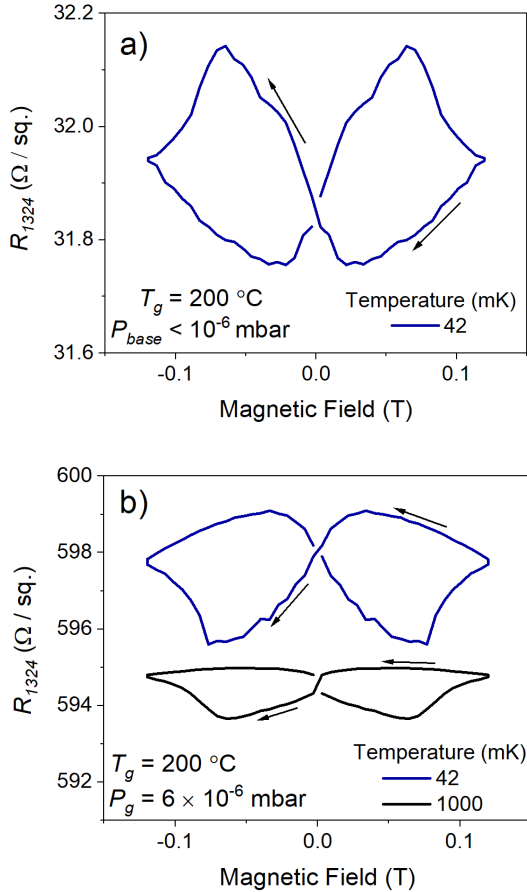 a)
32.2
32.0
31.8
31.6
R1324 (Ω / sq.)
Tg = 200 °C
Pbase < 10-6 mbar
Temperature (mK)
42
-0.1
0.0
0.1
Magnetic Field (T)
b)
600
598
596
594
592
R1324 (Ω / sq.)
Tg = 200 °C
Pg = 6 × 10-6 mbar
Temperature (mK)
42
1000
-0.1
0.0
0.1
Magnetic Field (T)